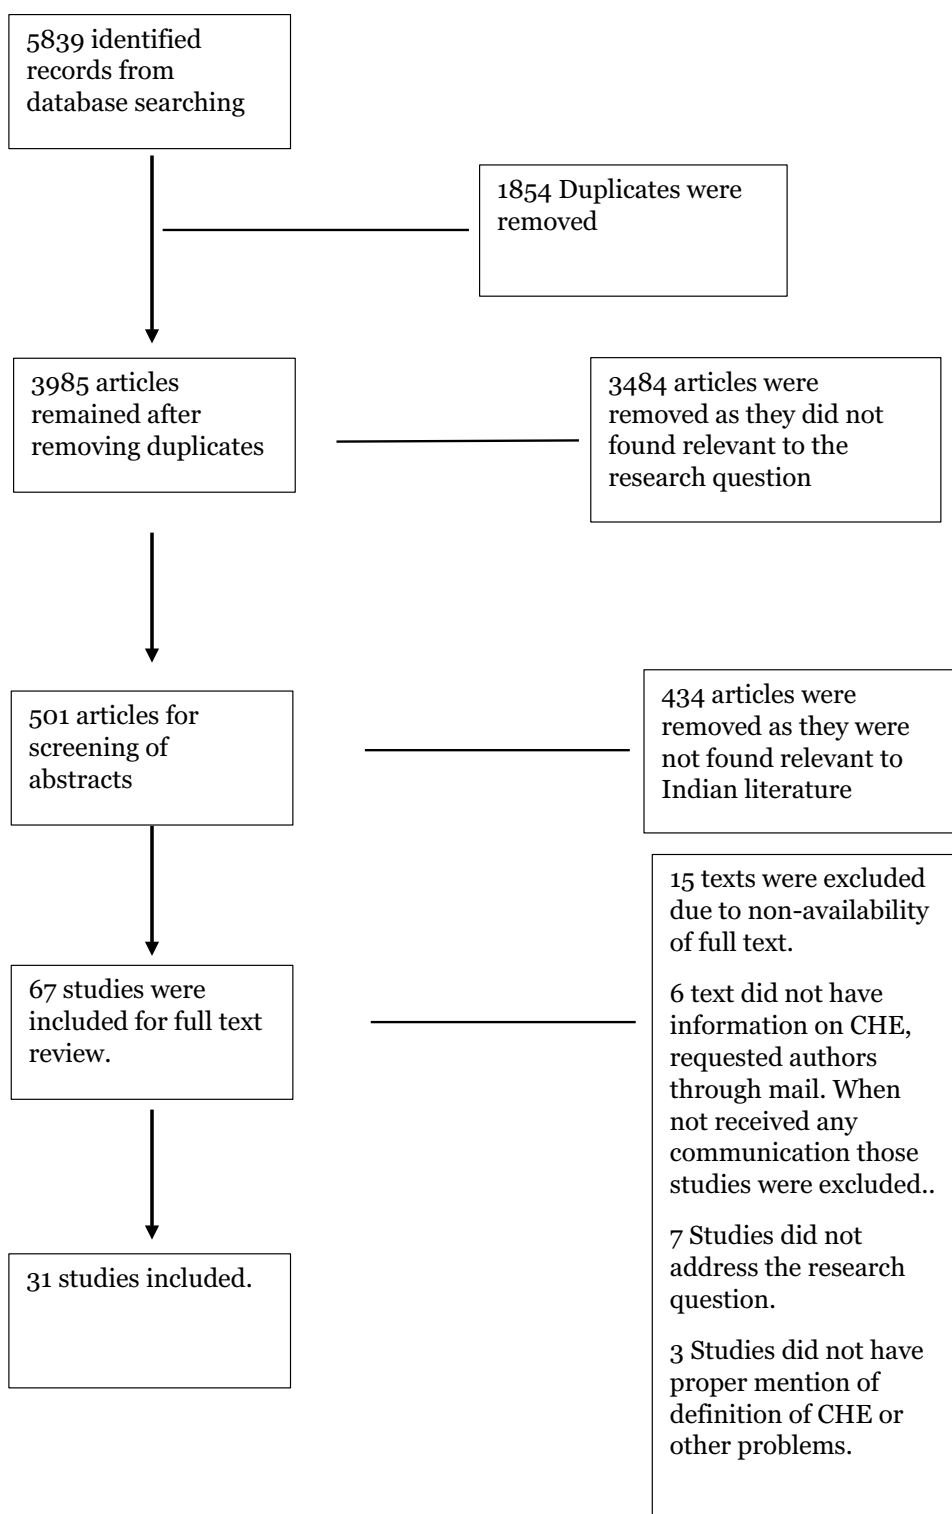 5839 identified
records from
database searching
1854 Duplicates were
removed
3985 articles
remained after
removing duplicates
3484 articles were
removed as they did not
found relevant to the
research question
501 articles for
screening of
abstracts
434 articles were
removed as they were
not found relevant to
Indian literature
67 studies were
included for full text
review.
15 texts were excluded
due to non-availability
of full text.
6 text did not have
information on CHE,
requested authors
through mail. When
not received any
communication those
studies were excluded..
7 Studies did not
address the research
question.
3 Studies did not have
proper mention of
definition of CHE or
other problems.
31 studies included.